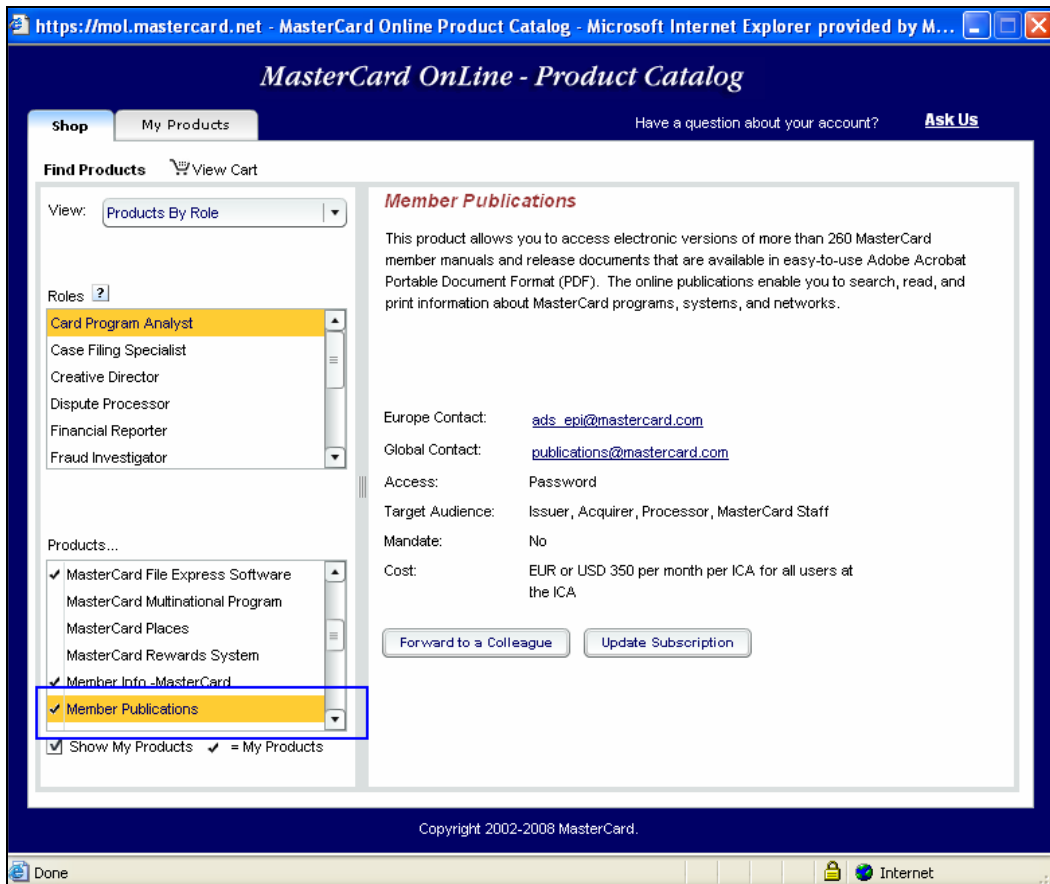 https://mol.mastercard.net - MasterCard Online Product Catalog - Microsoft Internet Explorer provided by M...
MasterCard OnLine - Product Catalog
Shop
My Products
Have a question about your account?
Ask Us
Find Products
View Cart
View:
Products By Role
Roles ?
Card Program Analyst
Case Filing Specialist
Creative Director
Dispute Processor
Financial Reporter
Fraud Investigator
Products...
MasterCard File Express Software
MasterCard Multinational Program
MasterCard Places
MasterCard Rewards System
Member Info -MasterCard
Member Publications
Show My Products ✓ = My Products
Member Publications
This product allows you to access electronic versions of more than 260 MasterCard
member manuals and release documents that are available in easy-to-use Adobe Acrobat
Portable Document Format (PDF). The online publications enable you to search, read, and
print information about MasterCard programs, systems, and networks.
Europe Contact: ads_epi@mastercard.com
Global Contact: publications@mastercard.com
Access: Password
Target Audience: Issuer, Acquirer, Processor, MasterCard Staff
Mandate: No
Cost: EUR or USD 350 per month per ICA for all users at
the ICA
Forward to a Colleague
Update Subscription
Copyright 2002-2008 MasterCard.
Done
Internet